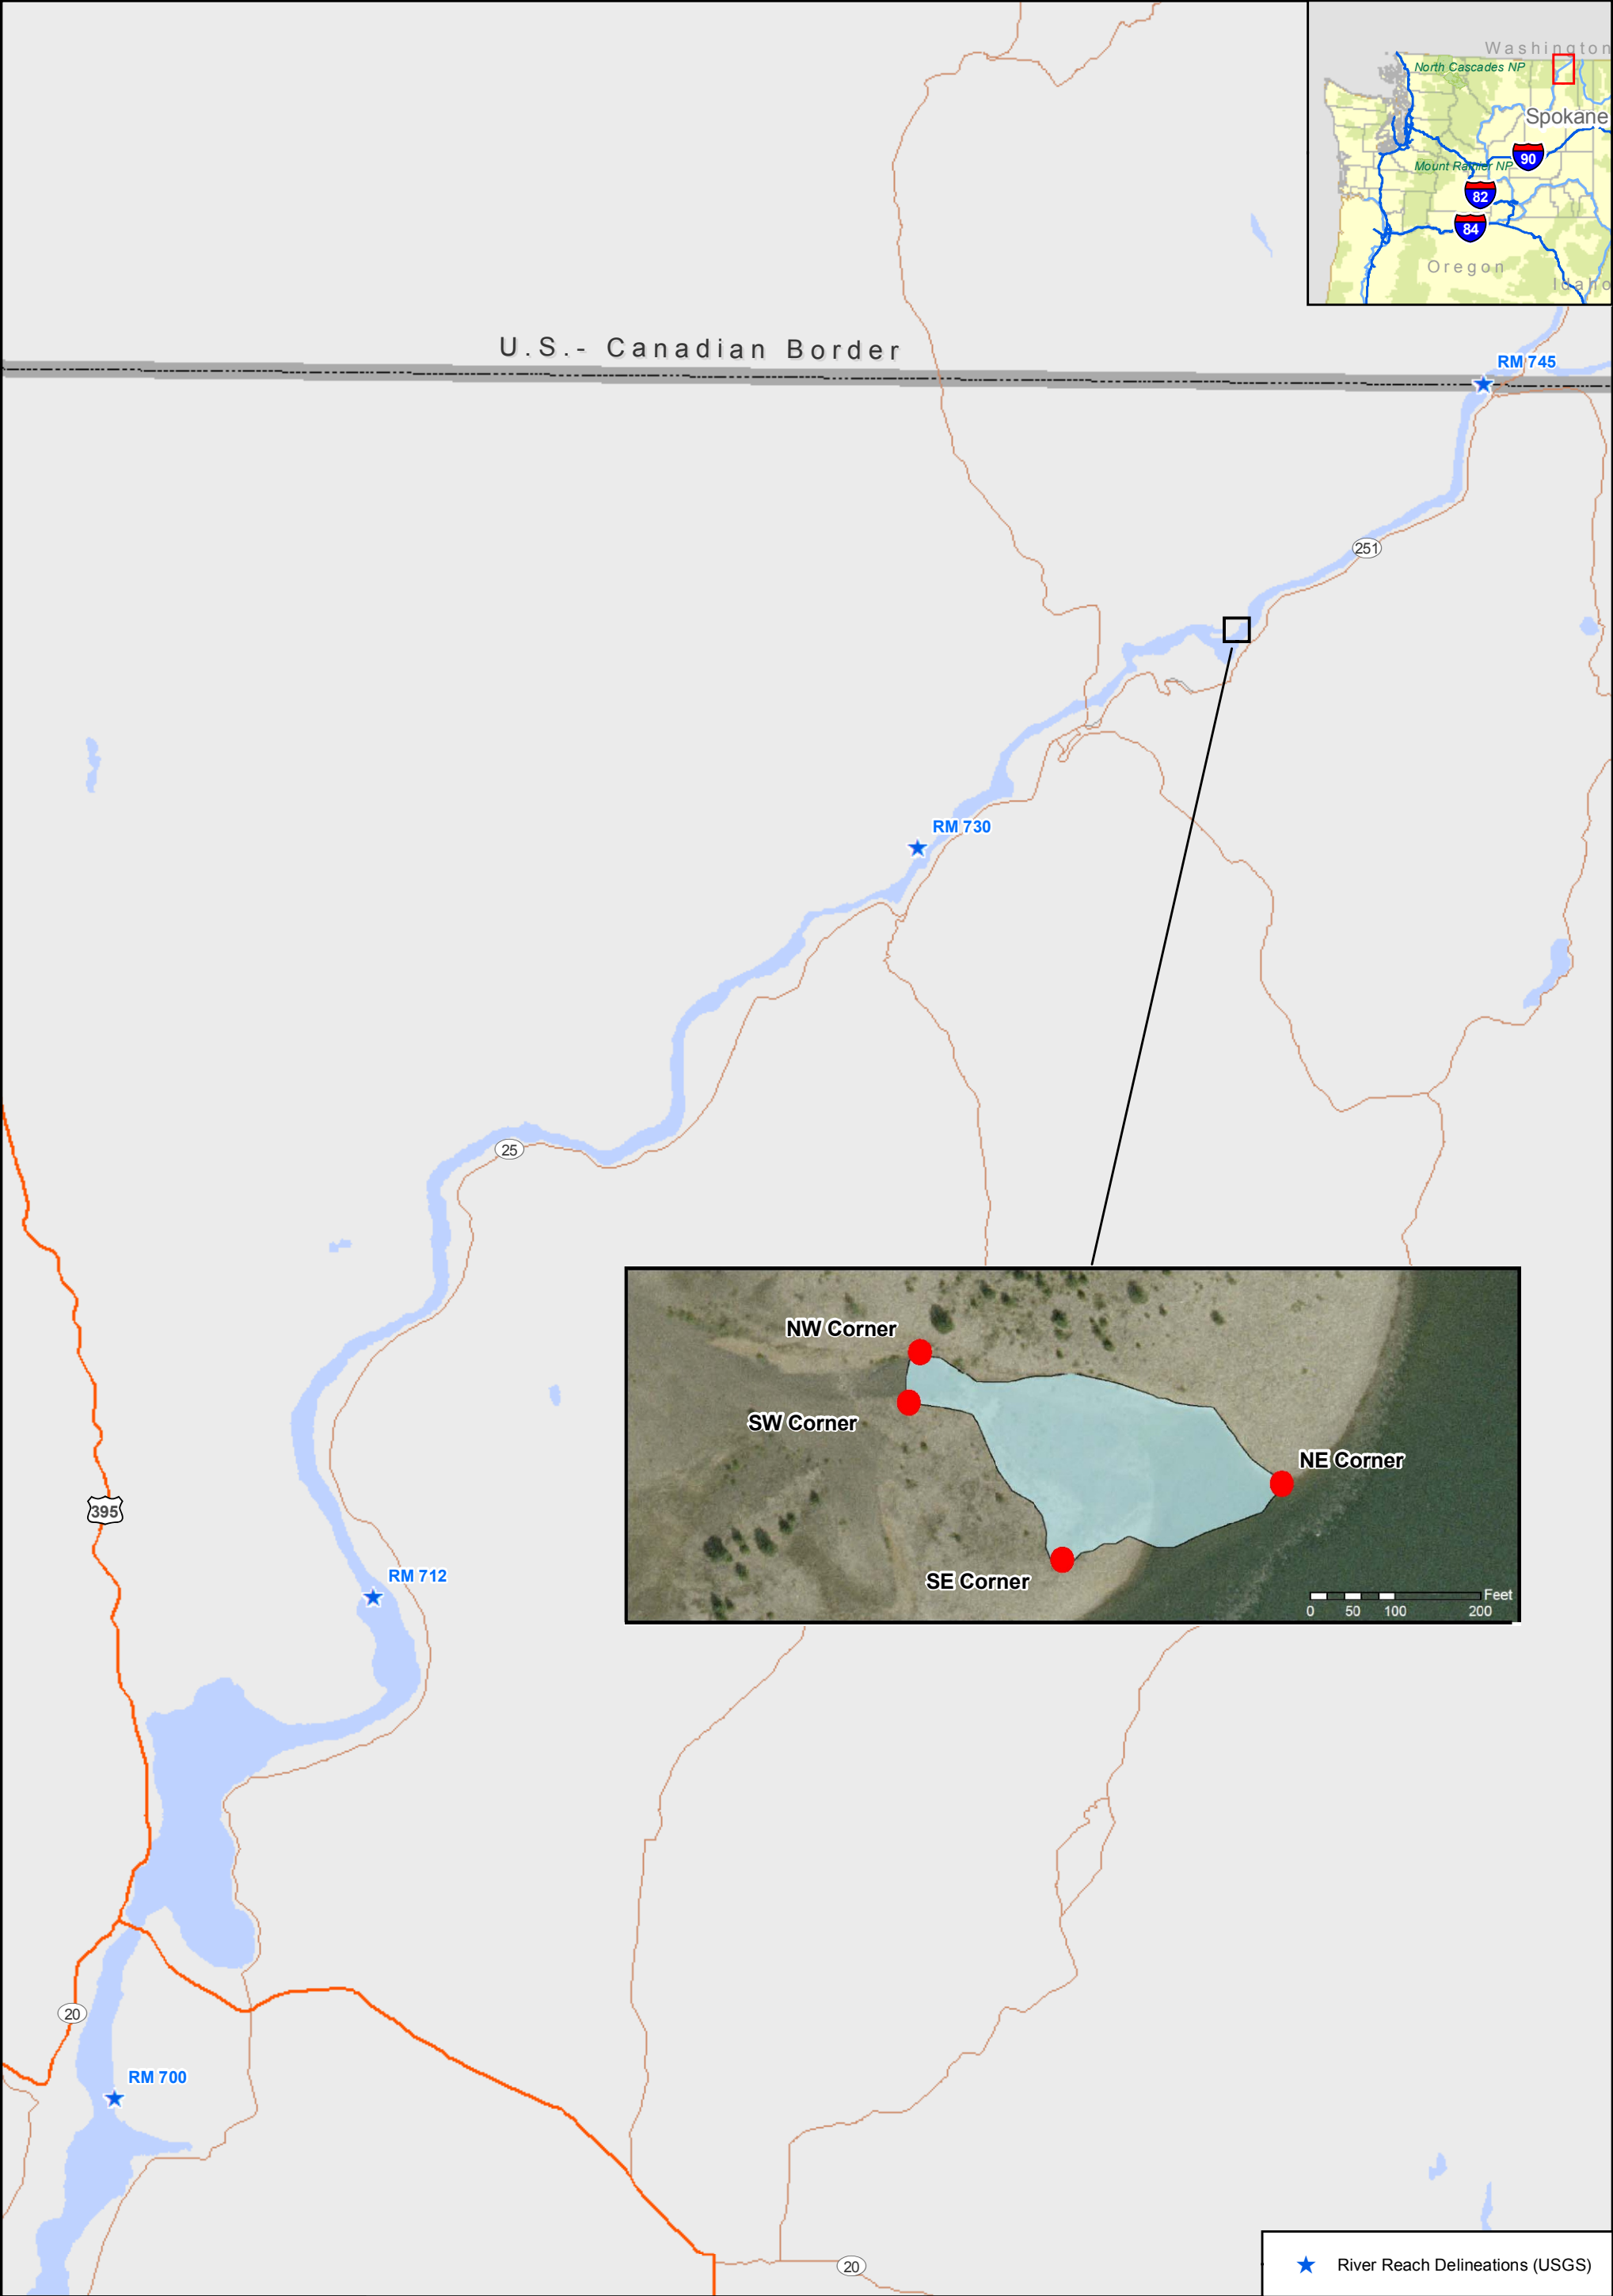 Washington
North Cascades NP
Spokane
90
Mount Rainier NP
82
84
Oregon
Idaho
U.S.- Canadian Border
RM 745
251
RM 730
25
NW Corner
SW Corner
NE Corner
SE Corner
Feet
0 50 100 200
395
RM 712
20
RM 700
20
River Reach Delineations (USGS)